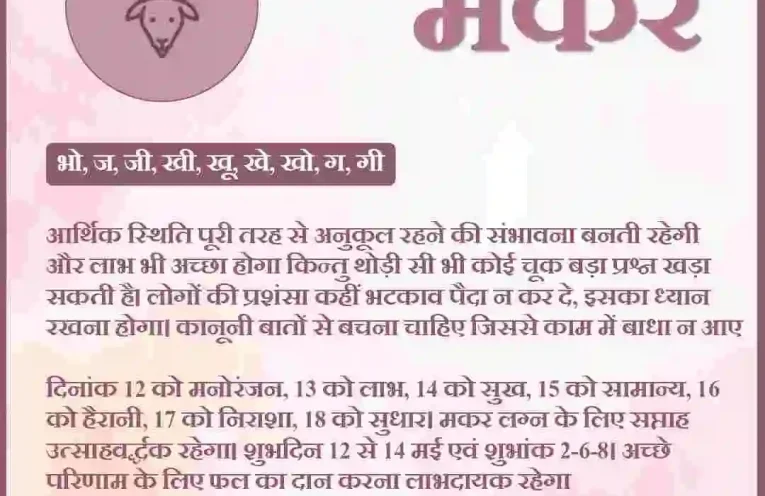 मकर
भो, ज, जी, खी, खू, खे, खो, ग, गी
आर्थिक स्थिति पूरी तरह से अनुकूल रहने की संभावना बनती रहेगी
और लाभ भी अच्छा होगा किन्तु थोड़ी सी भी कोई चूक बड़ा प्रश्न खड़ा
सकती है। लोगों की प्रशंसा कहीं भटकाव पैदा न कर दे, इसका ध्यान
रखना होगा। कानूनी बातों से बचना चाहिए जिससे काम में बाधा न आए
दिनांक 12 को मनोरंजन, 13 को लाभ, 14 को सुख, 15 को सामान्य, 16
को हैरानी, 17 को निराशा, 18 को सुधार। मकर लग्न के लिए सप्ताह
उत्साहवर्द्धक रहेगा। शुभदिन 12 से 14 मई एवं शुभांक 2-6-8। अच्छे
परिणाम के लिए फल का दान करना लाभदायक रहेगा